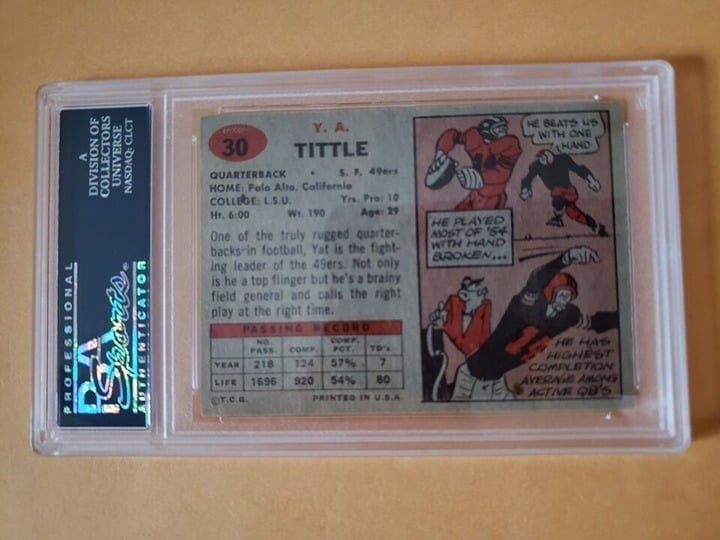 A
DIVISION OF
COLLECTORS
UNIVERSE
NASDAQ: CLCT
PROFESSIONAL
PSA
Sports
AUTHENTICATOR
30
Y. A.
TITTLE
QUARTERBACK • S. F. 49ers
HOME: Palo Alto, California
COLLEGE: L.S.U. Yrs. Pro: 10
Ht. 6:00 Wt. 190 Age: 29
One of the truly rugged quarter-
backs in football, Yat is the fight-
ing leader of the 49ers. Not only
is he a top flinger but he's a brainy
field general and calls the right
play at the right time.
PASSING RECORD
NO. PASS. COMP. COMP. PCT. TD's
YEAR 218 124 57% 7
LIFE 1696 920 54% 80
©T.C.G. PRINTED IN U.S.A.
HE BEATS US
WITH ONE
HAND
HE PLAYED
MOST OF '54
WITH HAND
BROKEN...
HE HAS
HIGHEST
COMPLETION
AVERAGE AMONG
ACTIVE QB'S